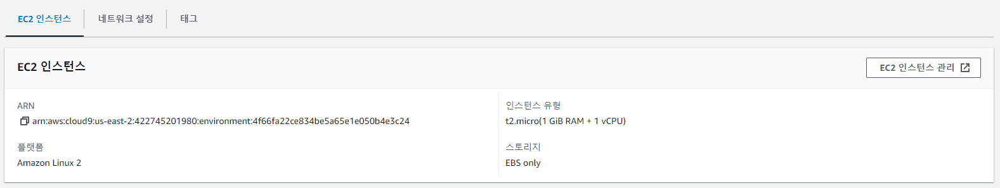 EC2 인스턴스 네트워크 설정 태그
EC2 인스턴스
EC2 인스턴스 관리
ARN
arn:aws:cloud9:us-east-2:422745201980:environment:4f66fa22ce834be5a65e1e050b4e3c24
인스턴스 유형
t2.micro(1 GiB RAM + 1 vCPU)
플랫폼
Amazon Linux 2
스토리지
EBS only